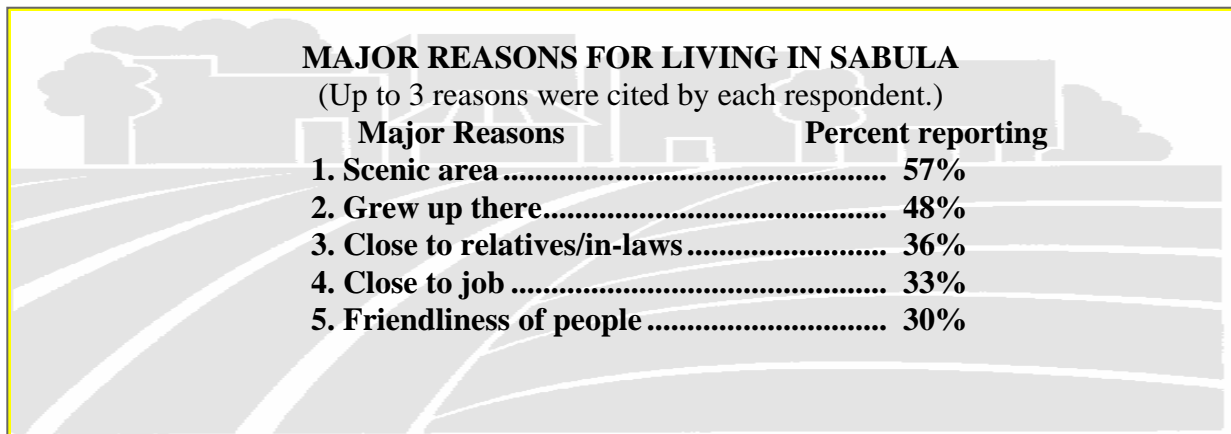 MAJOR REASONS FOR LIVING IN SABULA
(Up to 3 reasons were cited by each respondent.)
Major Reasons Percent reporting
1. Scenic area ................................................ 57%
2. Grew up there.......................................... 48%
3. Close to relatives/in-laws ............................ 36%
4. Close to job ............................................... 33%
5. Friendliness of people ................................ 30%